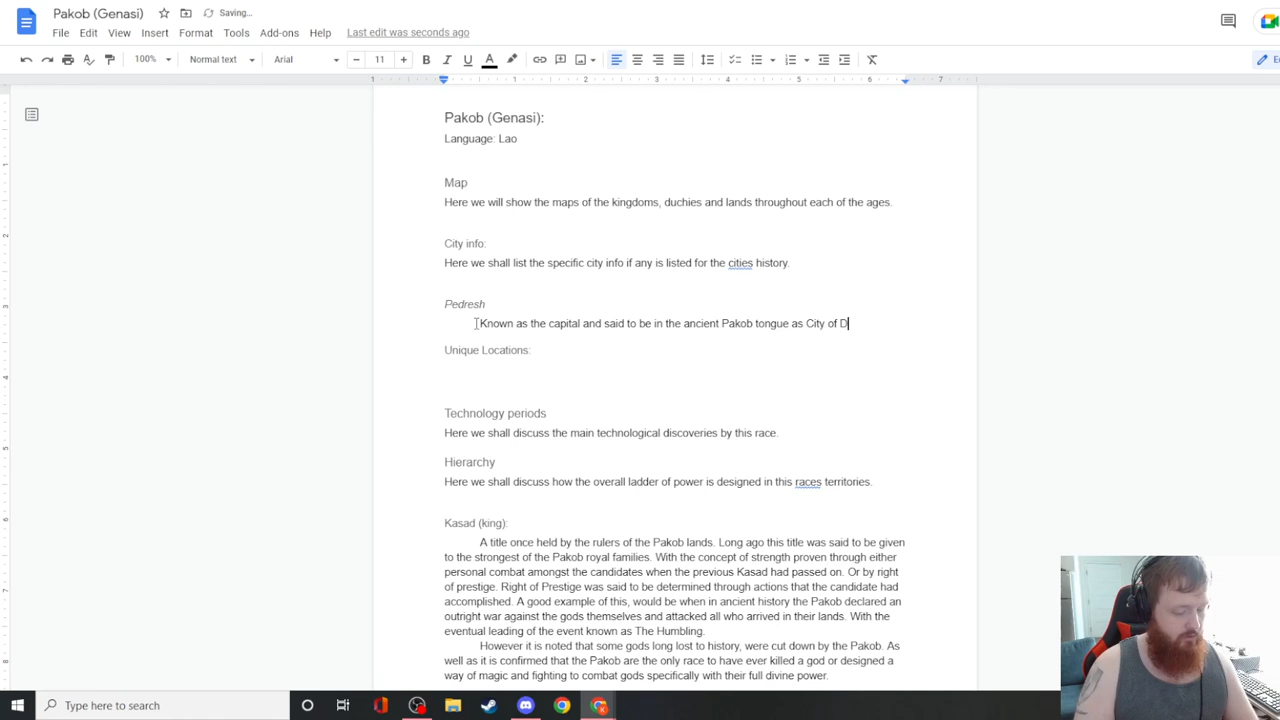 Pakob (Genasi)
Saving...
File Edit View Insert Format Tools Add-ons Help Last edit was seconds ago
100% Normal text Arial 11
1 1 2 3 4 5 6 7
Pakob (Genasi):
Language: Lao
Map
Here we will show the maps of the kingdoms, duchies and lands throughout each of the ages.
City info:
Here we shall list the specific city info if any is listed for the cities history.
Pedresh
Known as the capital and said to be in the ancient Pakob tongue as City of D
Unique Locations:
Technology periods
Here we shall discuss the main technological discoveries by this race.
Hierarchy
Here we shall discuss how the overall ladder of power is designed in this races territories.
Kasad (king):
A title once held by the rulers of the Pakob lands. Long ago this title was said to be given
to the strongest of the Pakob royal families. With the concept of strength proven through either
personal combat amongst the candidates when the previous Kasad had passed on. Or by right
of prestige. Right of Prestige was said to be determined through actions that the candidate had
accomplished. A good example of this, would be when in ancient history the Pakob declared an
outright war against the gods themselves and attacked all who arrived in their lands. With the
eventual leading of the event known as The Humbling.
However it is noted that some gods long lost to history, were cut down by the Pakob. As
well as it is confirmed that the Pakob are the only race to have ever killed a god or designed a
way of magic and fighting to combat gods specifically with their full divine power.
Type here to search